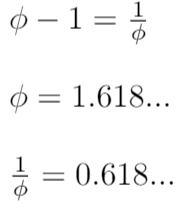 ϕ − 1 = 1/ϕ
ϕ = 1.618...
1/ϕ = 0.618...